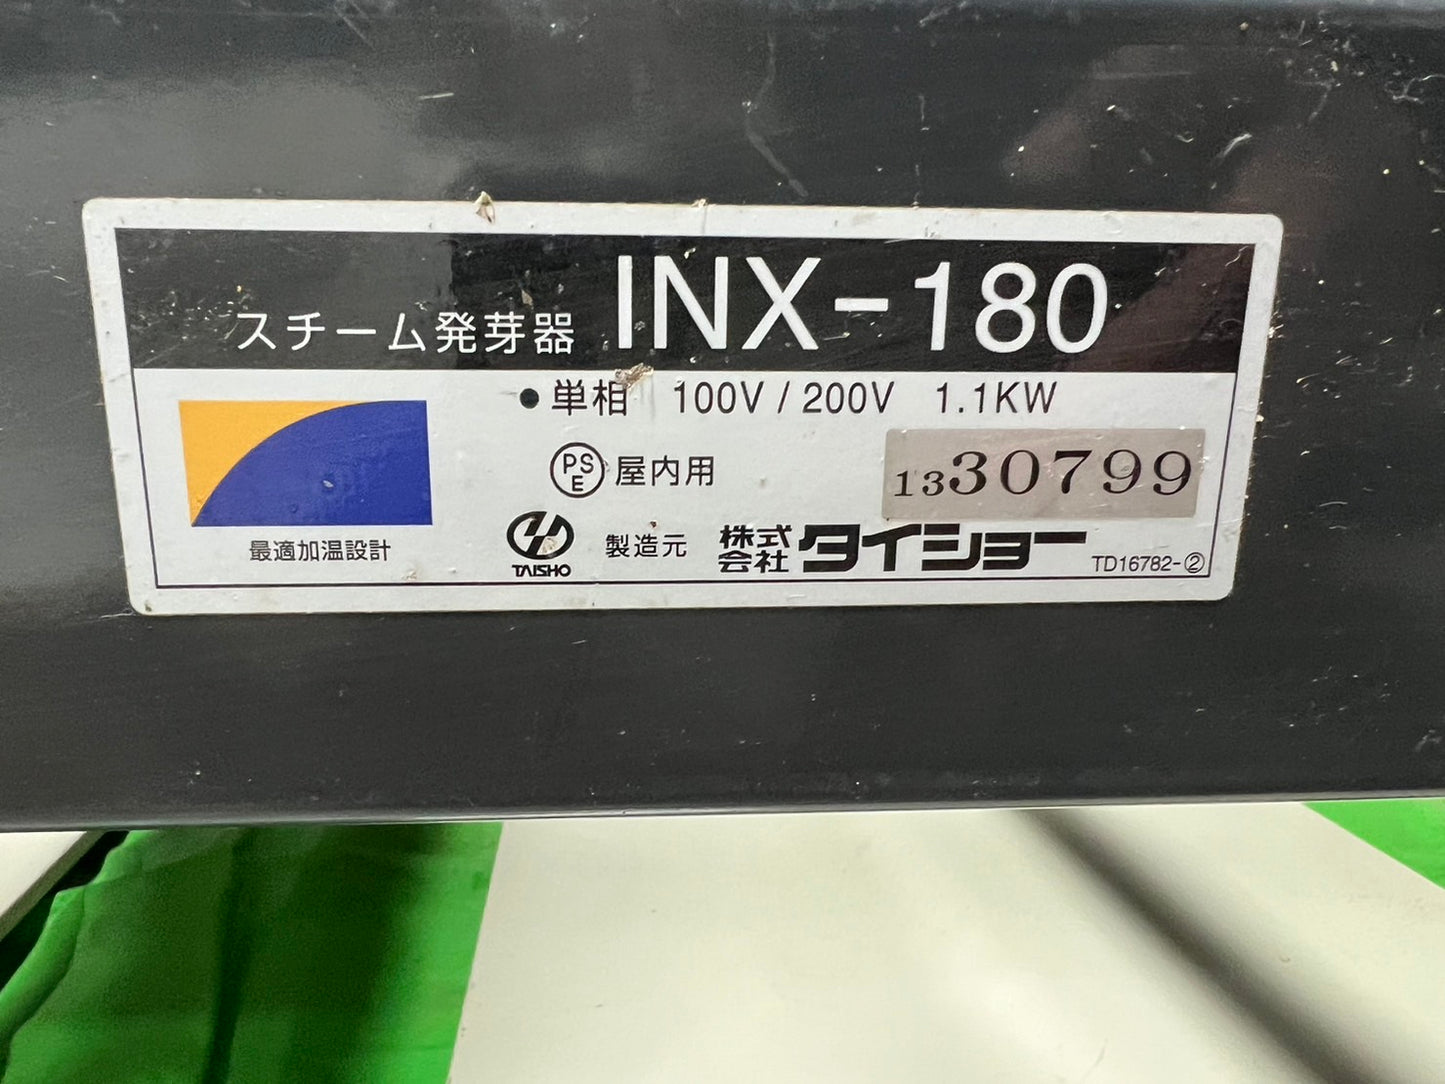 スチーム発芽器 INX-180
●単相 100V / 200V 1.1KW
PSE 屋内用
1330799
最適加温設計
TAISHO 製造元 株式会社タイショー
TD16782-②